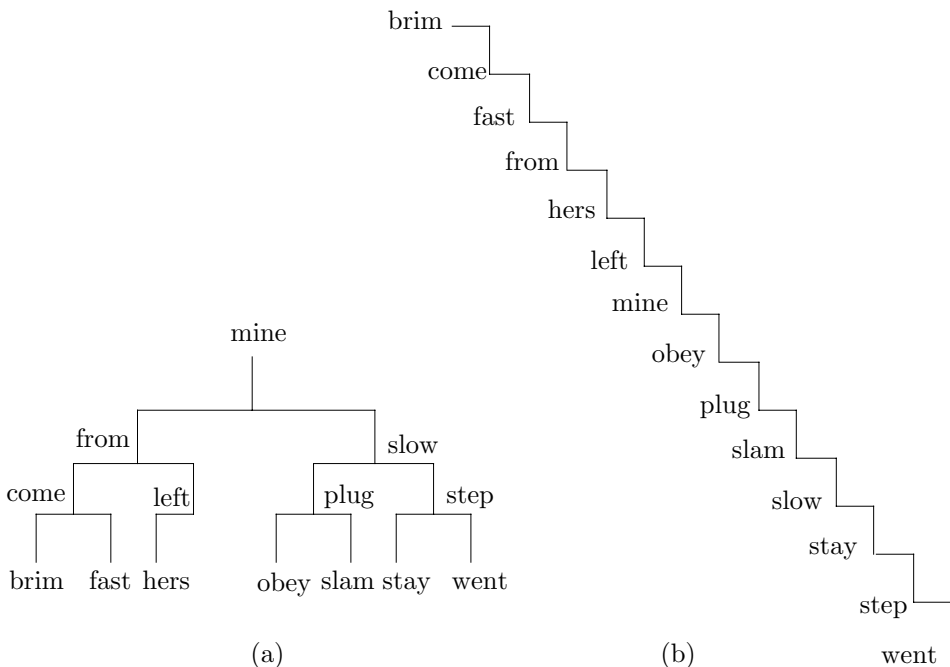 brim
come
fast
from
hers
left
mine
obey
plug
slam
slow
stay
step
went
(b)
mine
from slow
come left plug step
brim fast hers obey slam stay went
(a)